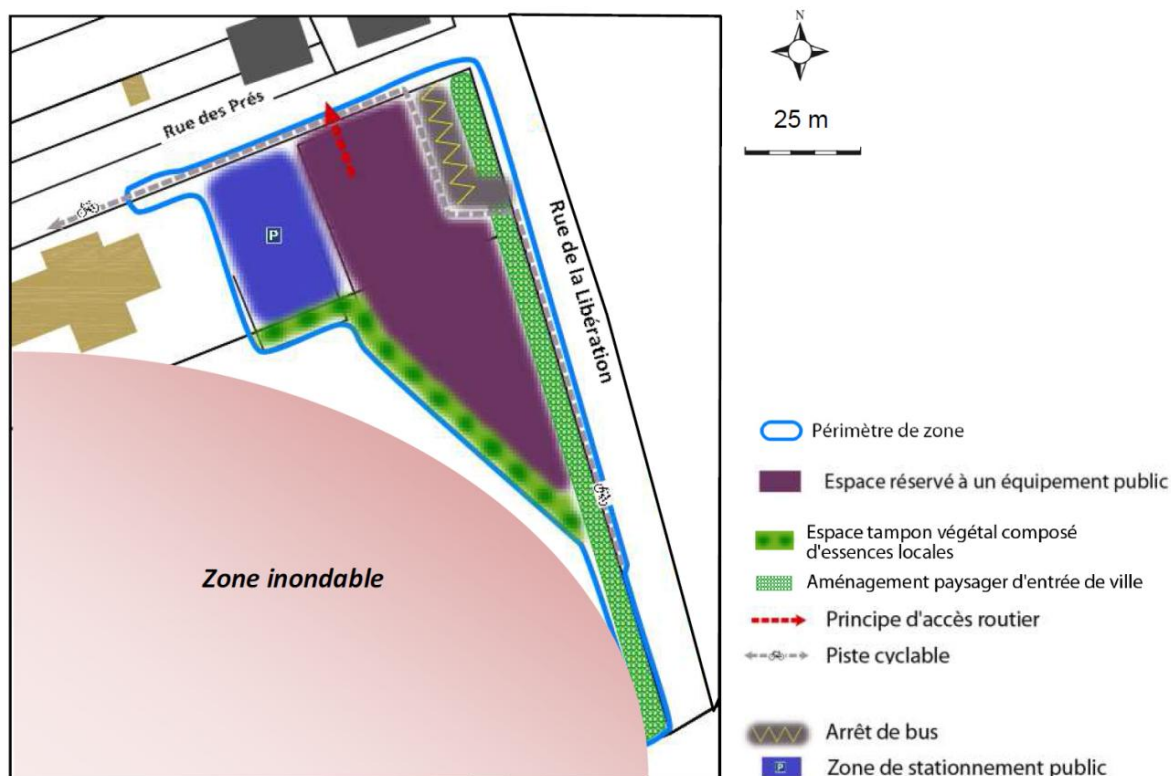 N
25 m
Rue des Prés
P
Rue de la Libération
Zone inondable
Périmètre de zone
Espace réservé à un équipement public
Espace tampon végétal composé
d'essences locales
Aménagement paysager d'entrée de ville
Principe d'accès routier
Piste cyclable
Arrêt de bus
P
Zone de stationnement public